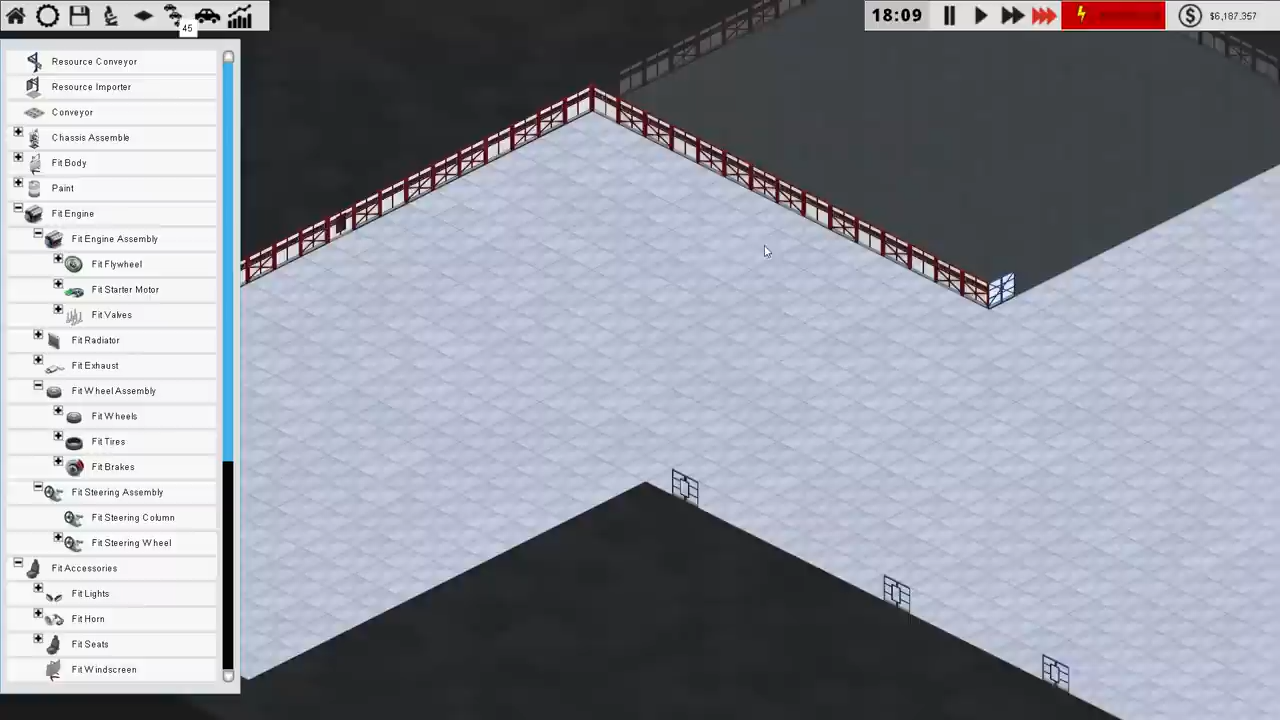 45
18:09
$6,187,357
Resource Conveyor
Resource Importer
Conveyor
Chassis Assemble
Fit Body
Paint
Fit Engine
Fit Engine Assembly
Fit Flywheel
Fit Starter Motor
Fit Valves
Fit Radiator
Fit Exhaust
Fit Wheel Assembly
Fit Wheels
Fit Tires
Fit Brakes
Fit Steering Assembly
Fit Steering Column
Fit Steering Wheel
Fit Accessories
Fit Lights
Fit Horn
Fit Seats
Fit Windscreen